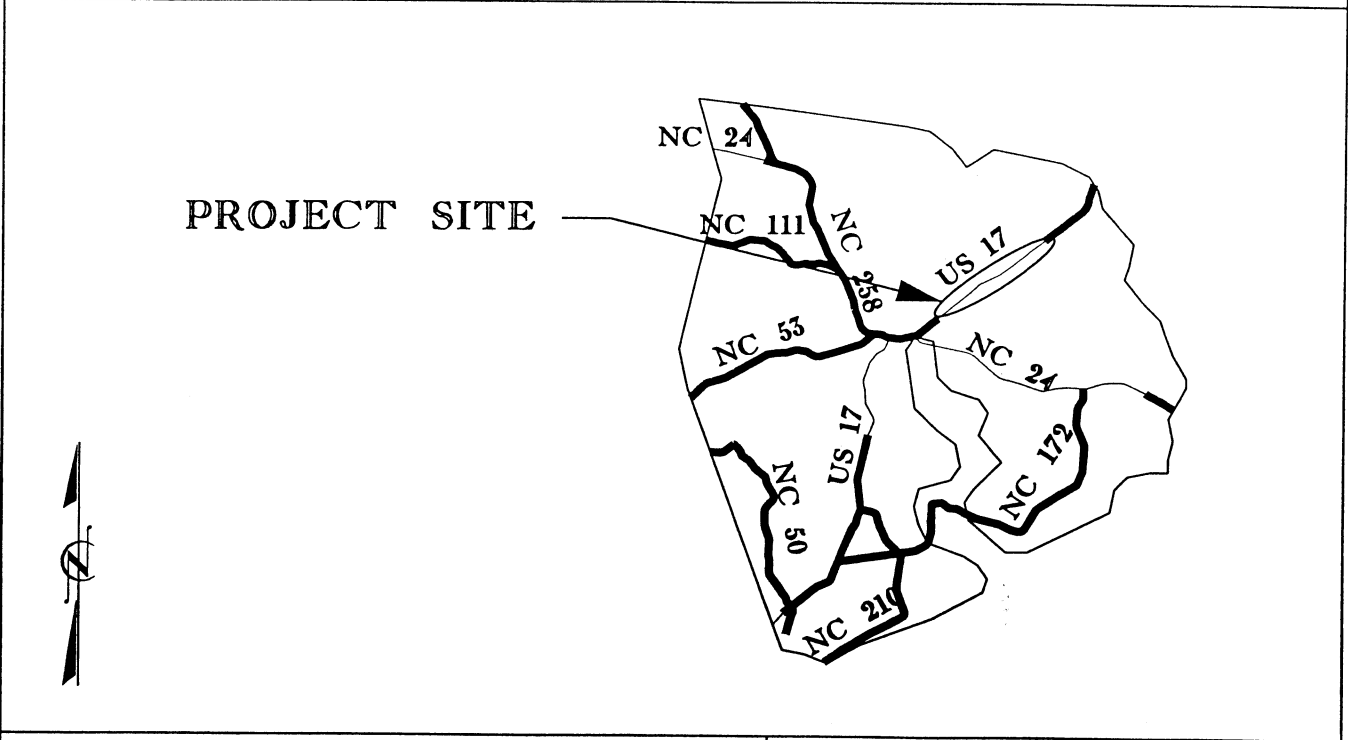 NC 24
PROJECT SITE
NC 111
NC 258
US 17
NC 53
NC 24
US 17
NC 172
NC 50
NC 210
N